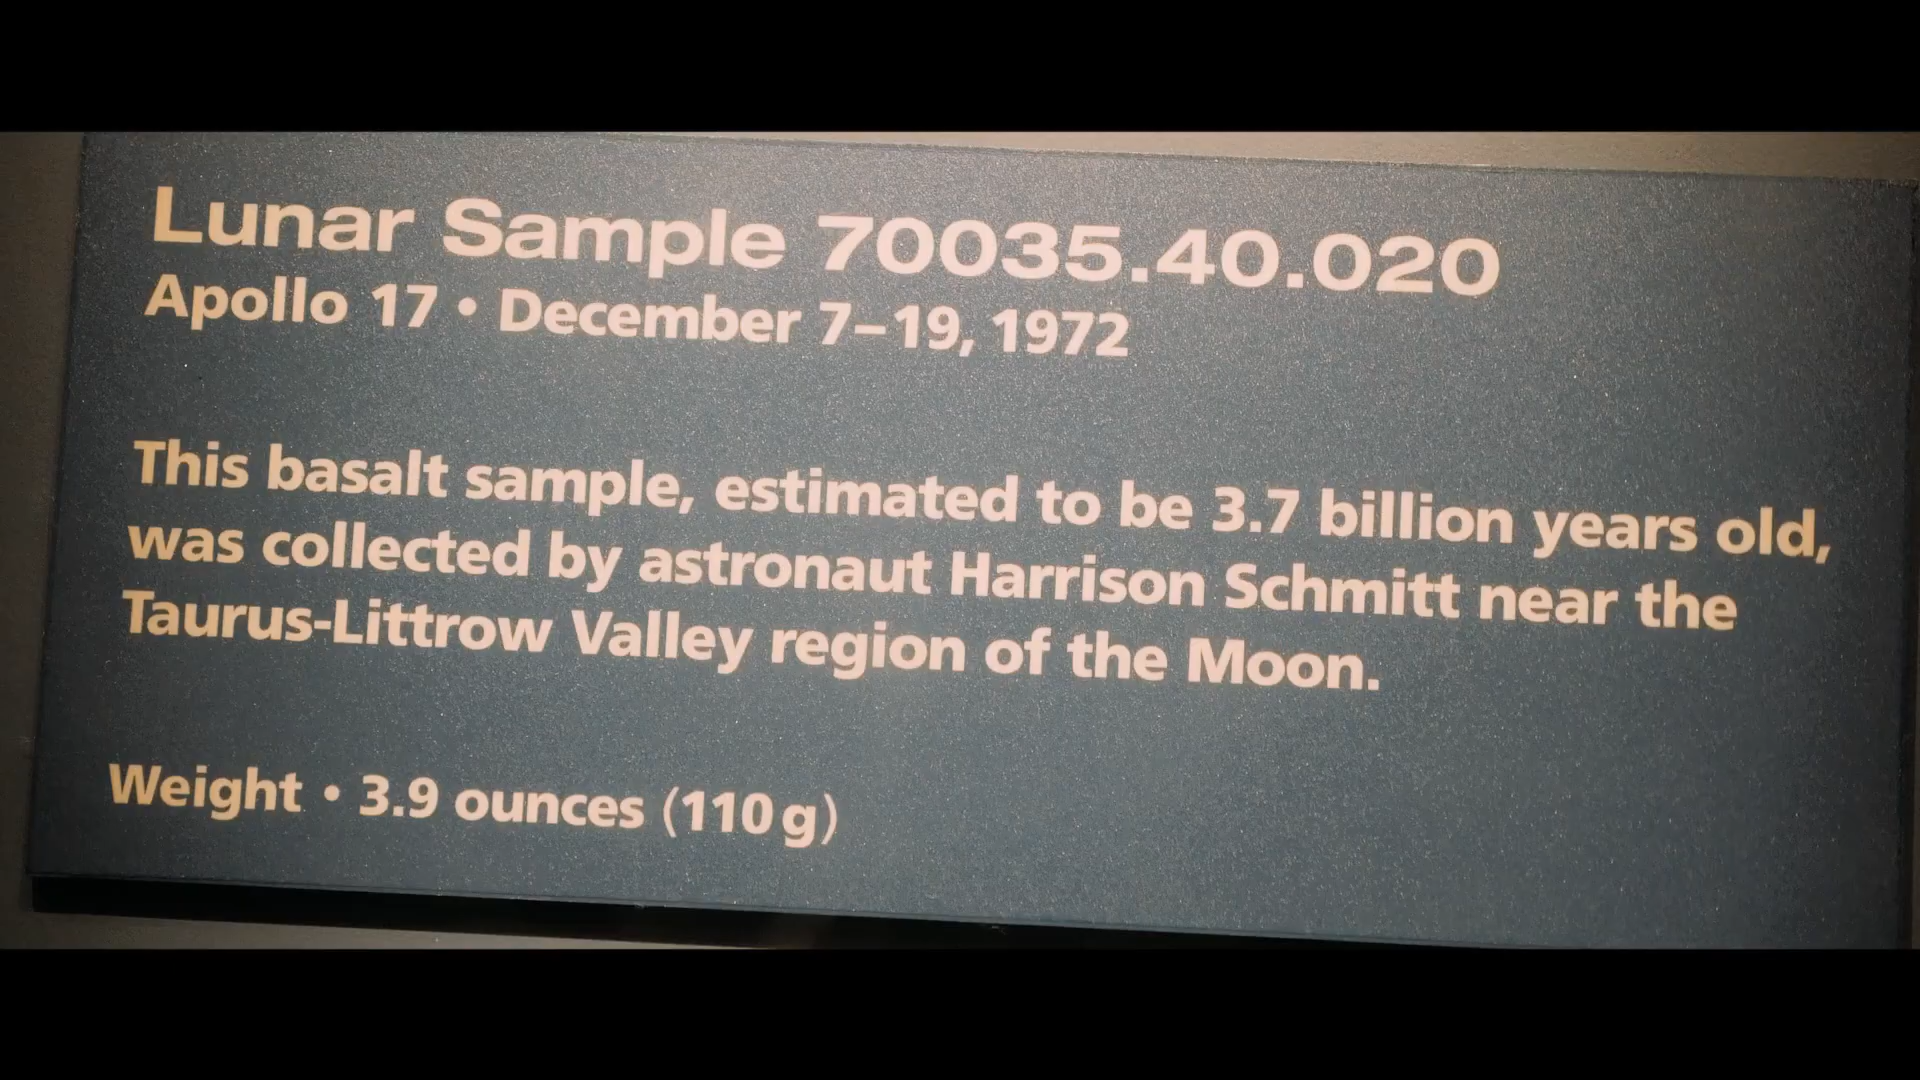 Lunar Sample 70035.40.020
Apollo 17 • December 7–19, 1972
This basalt sample, estimated to be 3.7 billion years old,
was collected by astronaut Harrison Schmitt near the
Taurus-Littrow Valley region of the Moon.
Weight • 3.9 ounces (110 g)